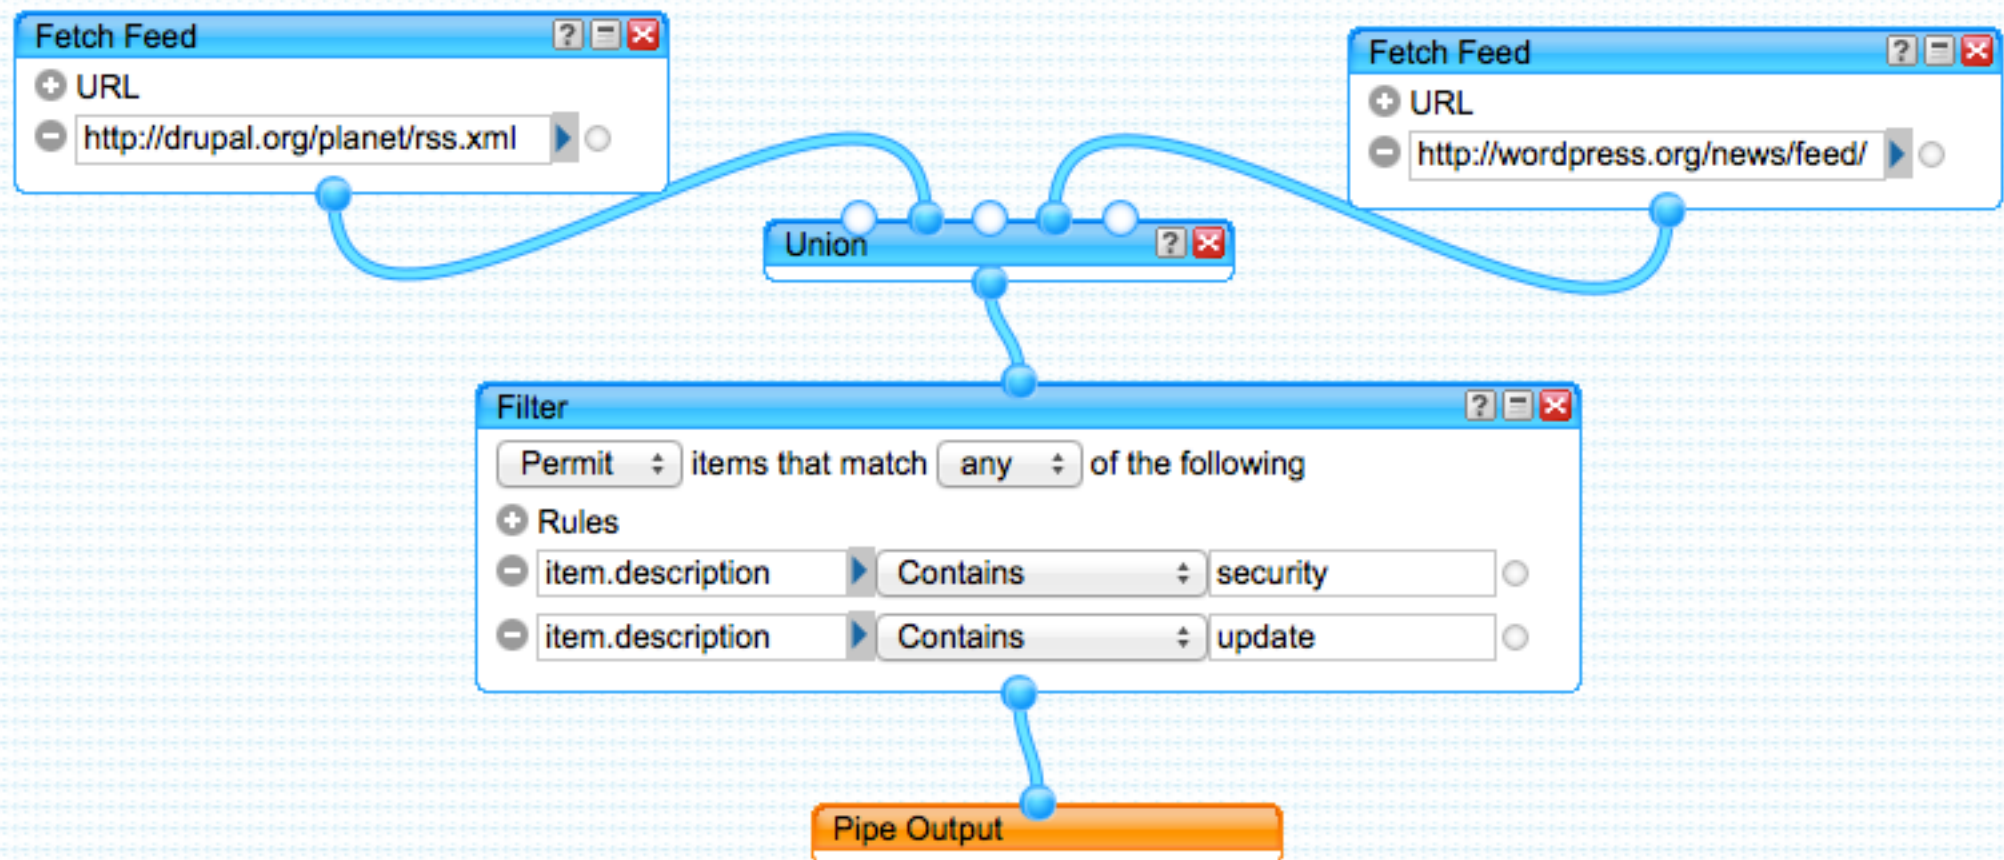 Fetch Feed ?
URL
http://drupal.org/planet/rss.xml
Fetch Feed ?
URL
http://wordpress.org/news/feed/
Union ?
Filter ?
Permit items that match any of the following
Rules
item.description Contains security
item.description Contains update
Pipe Output